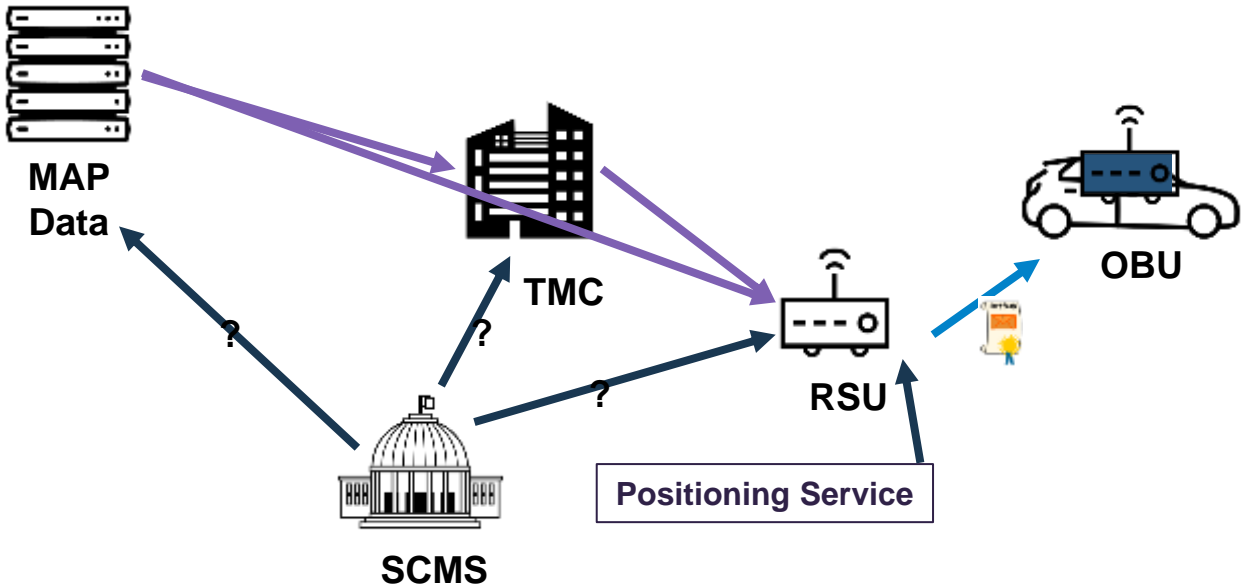 MAP
Data
TMC
OBU
?
?
?
RSU
Positioning Service
SCMS